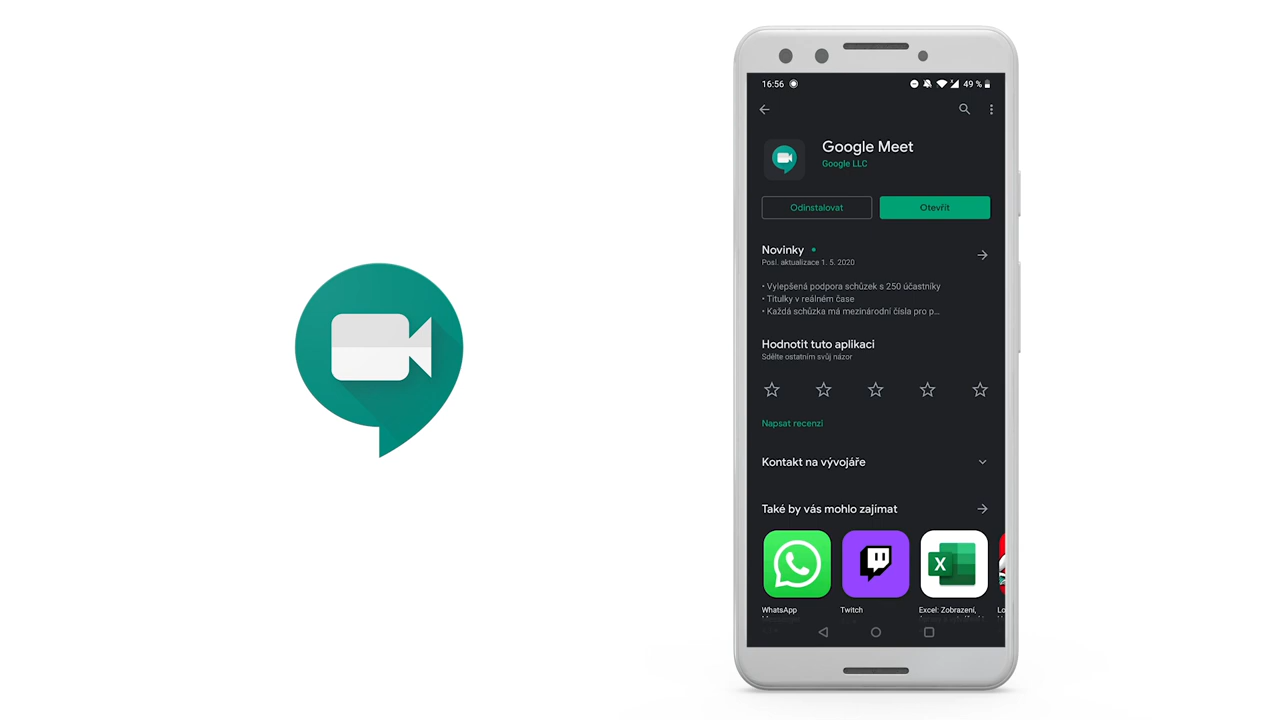 16:56
49 %
Google Meet
Google LLC
Odinstalovat
Otevřít
Novinky
Posl. aktualizace 1. 5. 2020
• Vylepšená podpora schůzek s 250 účastníky
• Titulky v reálném čase
• Každá schůzka má mezinárodní čísla pro p…
Hodnotit tuto aplikaci
Sdělte ostatním svůj názor
Napsat recenzi
Kontakt na vývojáře
Také by vás mohlo zajímat
WhatsApp
Messenger
Twitch
Excel: Zobrazení,
Lo